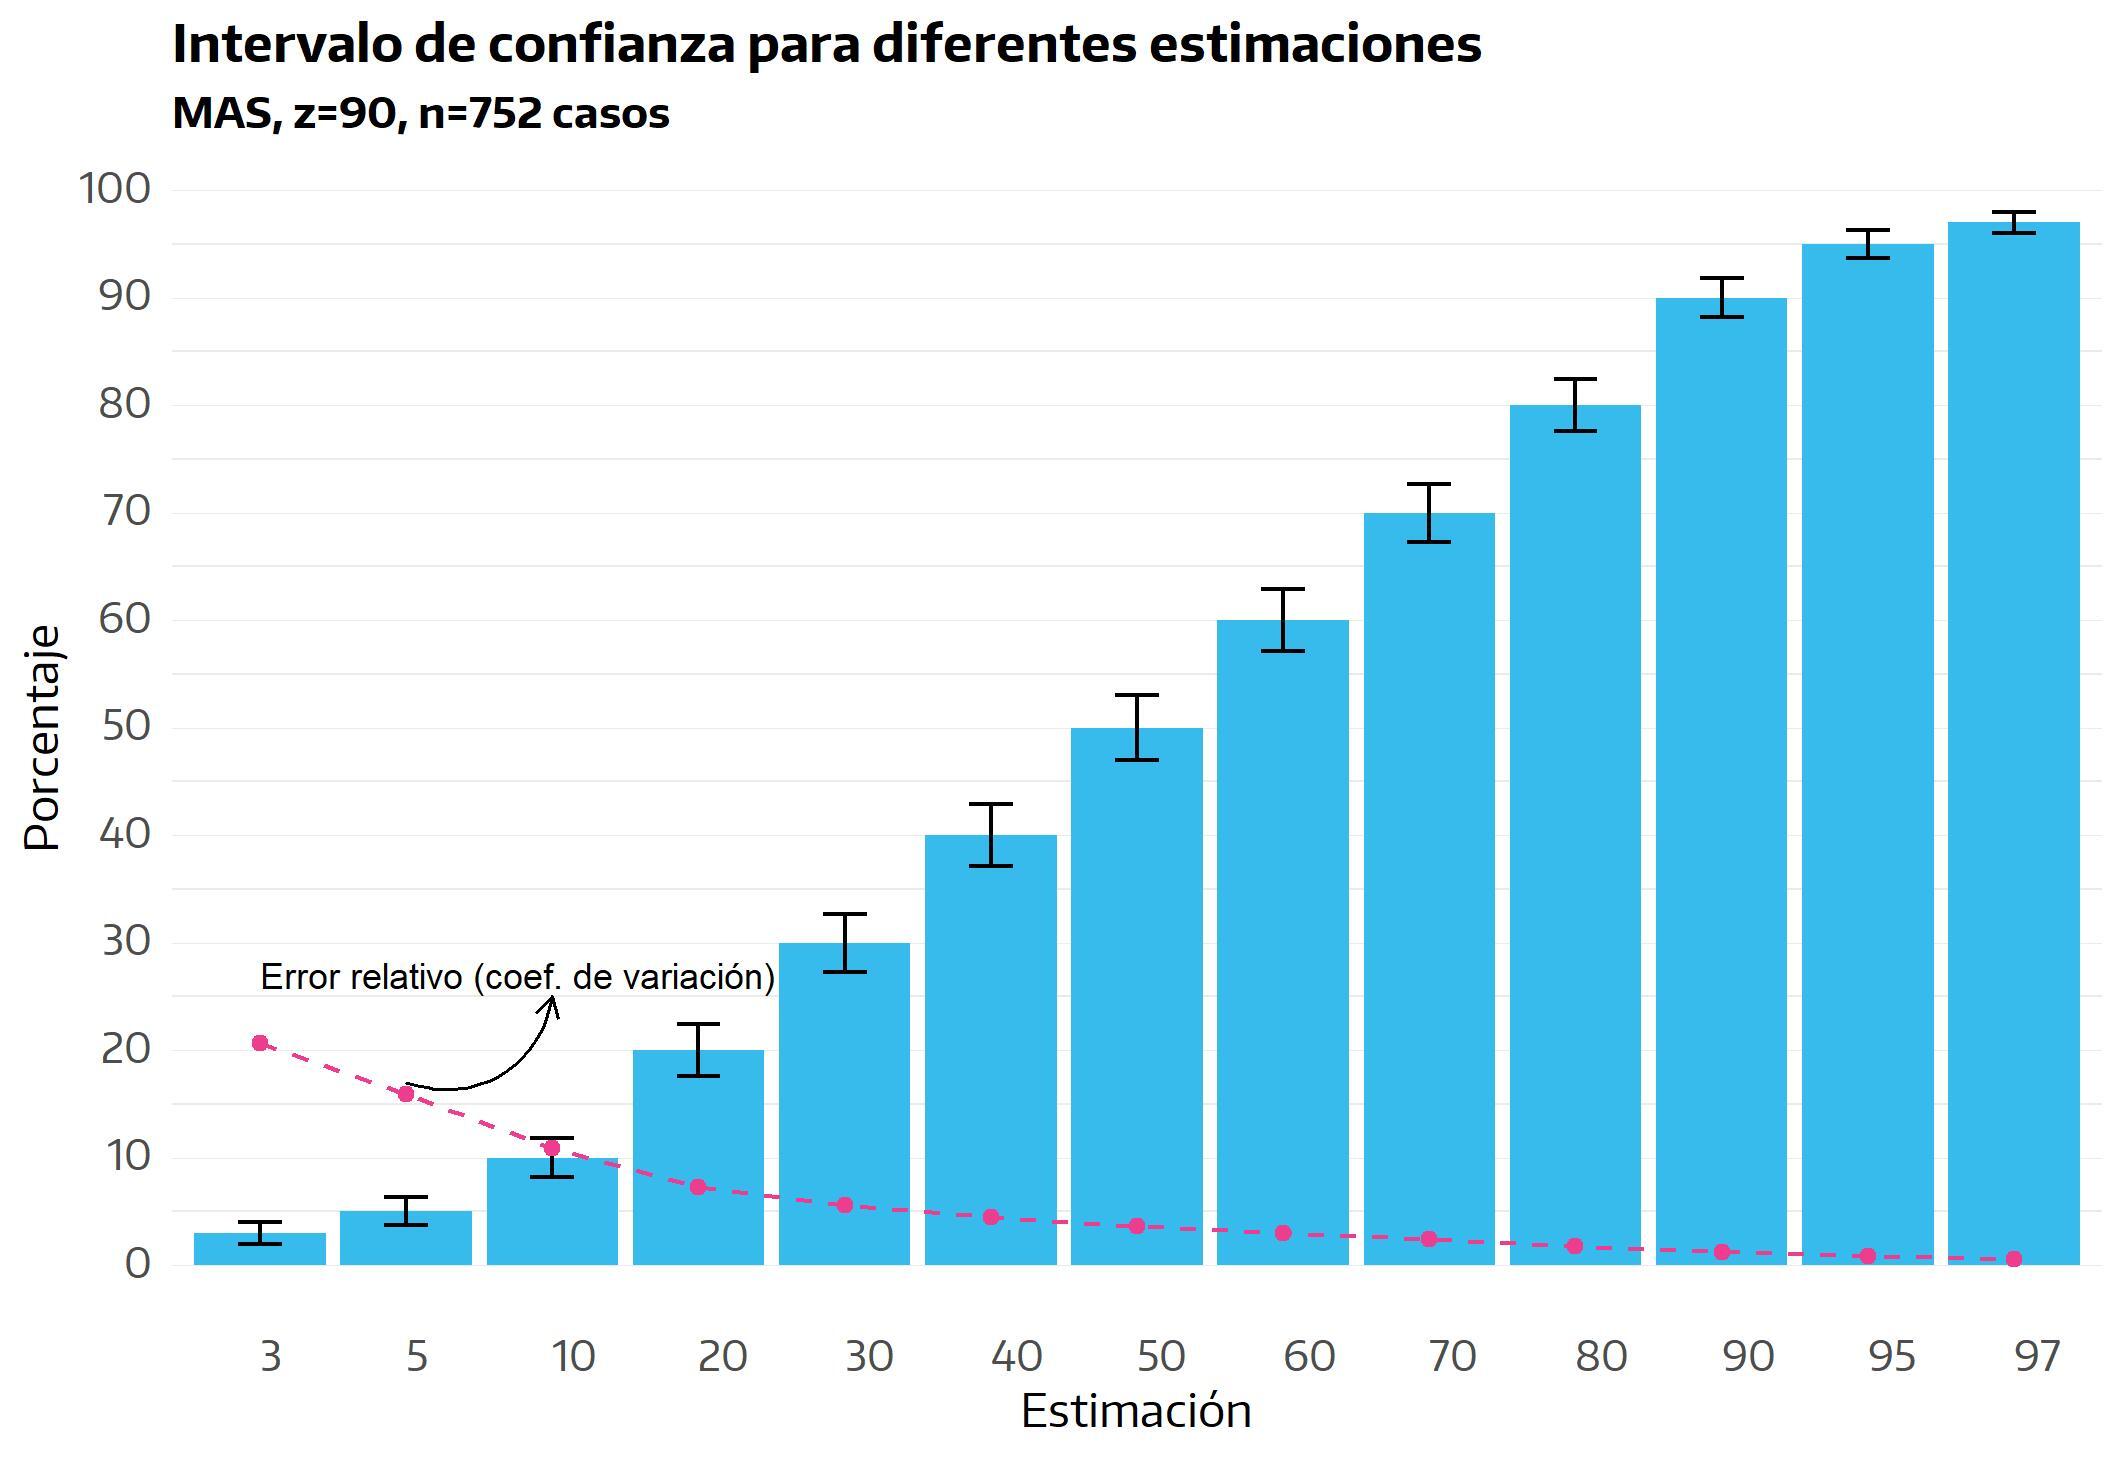 Intervalo de confianza para diferentes estimaciones
MAS, z=90, n=752 casos
100
90
80
70
60
50
40
30
20
10
0
Porcentaje
Error relativo (coef. de variación)
3 5 10 20 30 40 50 60 70 80 90 95 97
Estimación